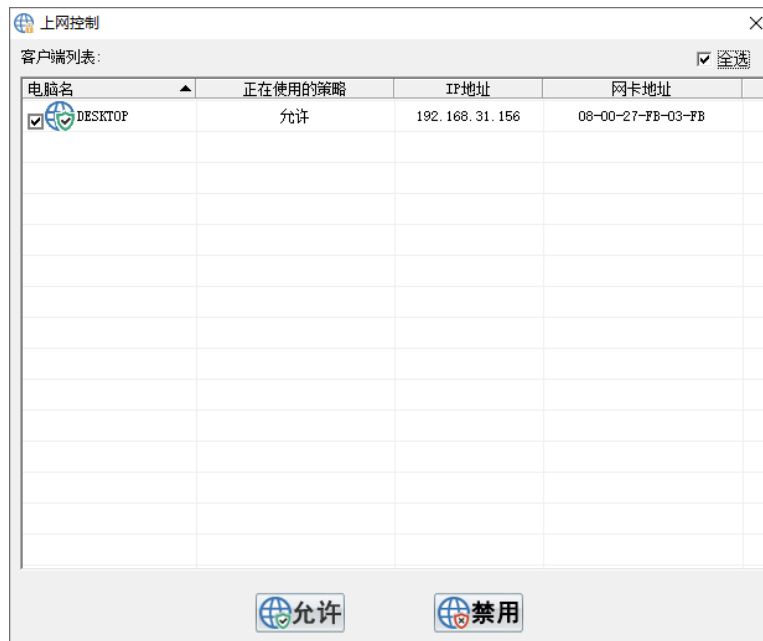 上网控制
客户端列表: 全选
电脑名 正在使用的策略 IP地址 网卡地址
DESKTOP 允许 192.168.31.156 08-00-27-FB-03-FB
允许 禁用